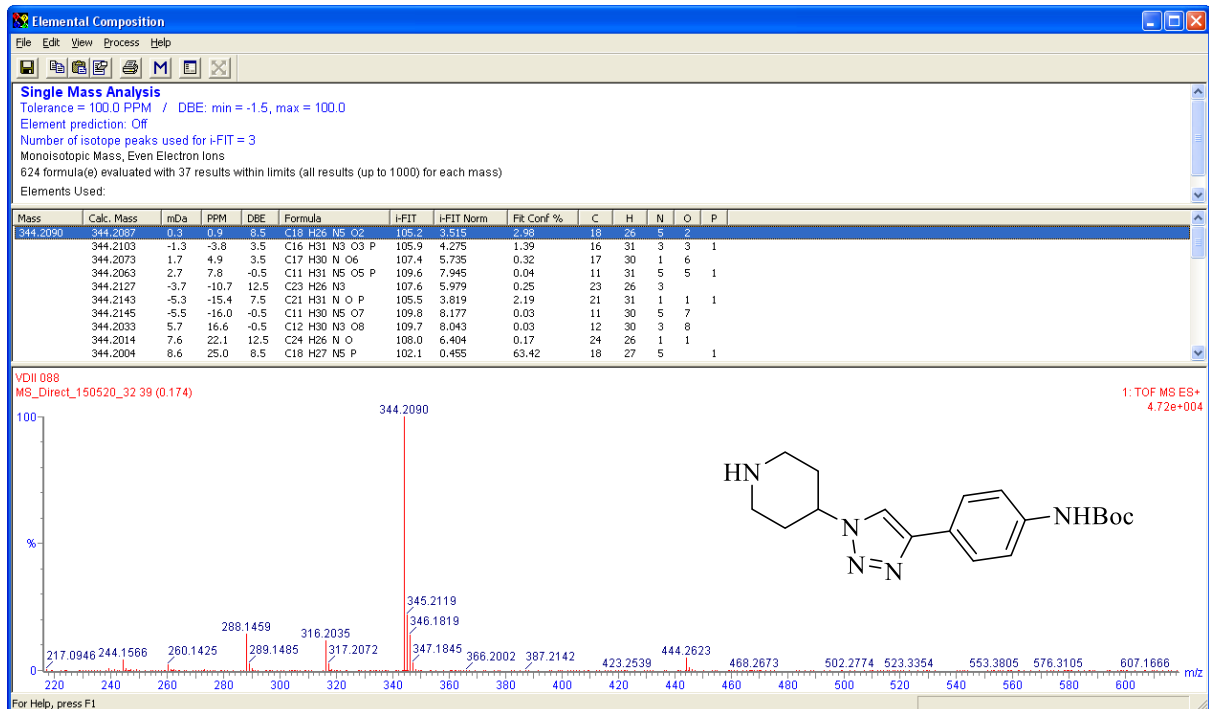 Elemental Composition
File Edit View Process Help
M
Single Mass Analysis
Tolerance = 100.0 PPM / DBE: min = -1.5, max = 100.0
Element prediction: Off
Number of isotope peaks used for i-FIT = 3
Monoisotopic Mass, Even Electron Ions
624 formula(e) evaluated with 37 results within limits (all results (up to 1000) for each mass)
Elements Used:
Mass Calc. Mass mDa PPM DBE Formula i-FIT i-FIT Norm Fit Conf % C H N O P
344.2090 344.2087 0.3 0.9 8.5 C18 H26 N5 O2 105.2 3.515 2.98 18 26 5 2
344.2103 -1.3 -3.8 3.5 C16 H31 N3 O3 P 105.9 4.275 1.39 16 31 3 3 1
344.2073 1.7 4.9 3.5 C17 H30 N O6 107.4 5.735 0.32 17 30 1 6
344.2063 2.7 7.8 -0.5 C11 H31 N5 O5 P 109.6 7.945 0.04 11 31 5 5 1
344.2127 -3.7 -10.7 12.5 C23 H26 N3 107.6 5.979 0.25 23 26 3
344.2143 -5.3 -15.4 7.5 C21 H31 N O P 105.5 3.819 2.19 21 31 1 1 1
344.2145 -5.5 -16.0 -0.5 C11 H30 N5 O7 109.8 8.177 0.03 11 30 5 7
344.2033 5.7 16.6 -0.5 C12 H30 N3 O8 109.7 8.043 0.03 12 30 3 8
344.2014 7.6 22.1 12.5 C24 H26 N O 108.0 6.404 0.17 24 26 1 1
344.2004 8.6 25.0 8.5 C18 H27 N5 P 102.1 0.455 63.42 18 27 5 1
VDII 088
MS_Direct_150520_32 39 (0.174)
1: TOF MS ES+
4.72e+004
344.2090
100
HN
NHBoc
N
N=N
%
345.2119
346.1819
288.1459
316.2035
217.0946 244.1566 260.1425 289.1485 317.2072 347.1845 366.2002 387.2142 423.2539 444.2623 468.2673 502.2774 523.3354 553.3805 576.3105 607.1666
0
m/z
220 240 260 280 300 320 340 360 380 400 420 440 460 480 500 520 540 560 580 600
For Help, press F1